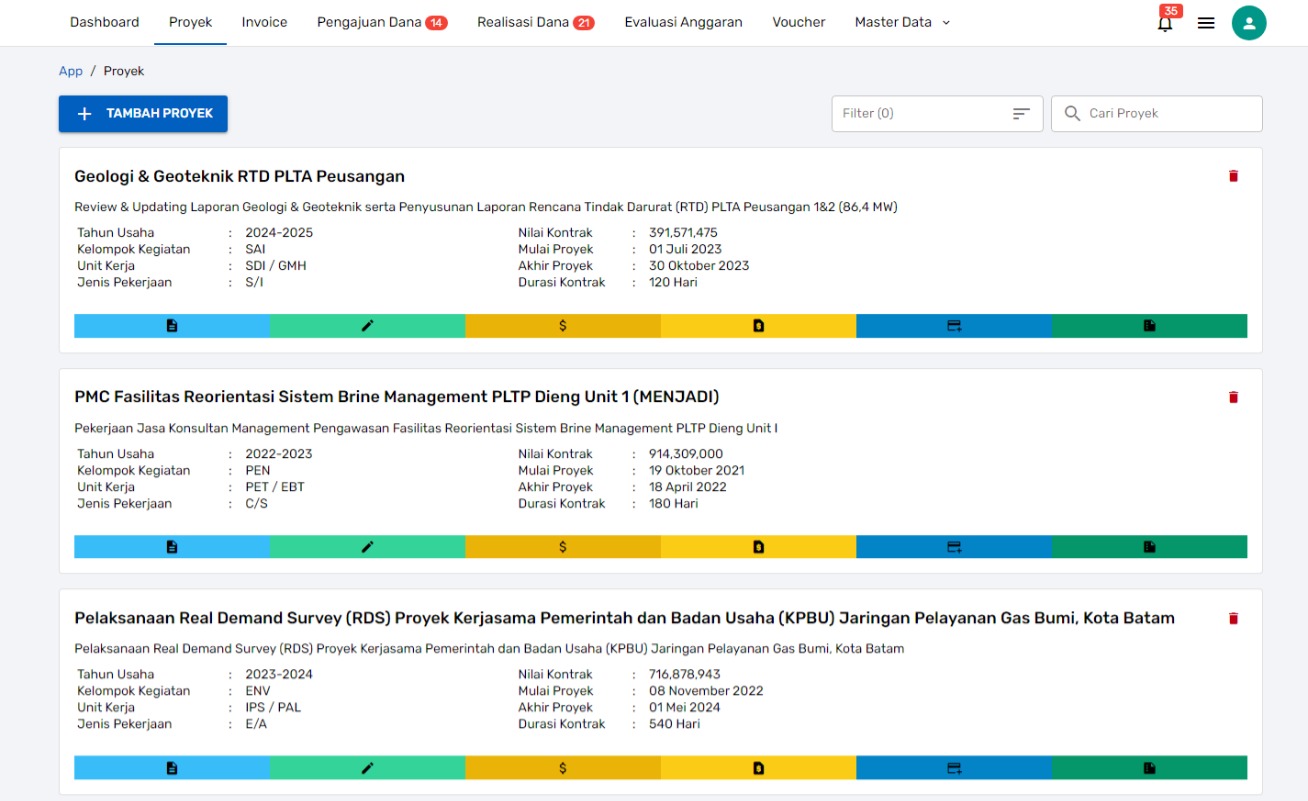 Dashboard Proyek Invoice Pengajuan Dana 14 Realisasi Dana 21 Evaluasi Anggaran Voucher Master Data 35
App / Proyek
+ TAMBAH PROYEK Filter (0) Cari Proyek
Geologi & Geoteknik RTD PLTA Peusangan
Review & Updating Laporan Geologi & Geoteknik serta Penyusunan Laporan Rencana Tindak Darurat (RTD) PLTA Peusangan 1&2 (86,4 MW)
Tahun Usaha : 2024-2025 Nilai Kontrak : 391,571,475
Kelompok Kegiatan : SAI Mulai Proyek : 01 Juli 2023
Unit Kerja : SDI / GMH Akhir Proyek : 30 Oktober 2023
Jenis Pekerjaan : S/I Durasi Kontrak : 120 Hari
$
PMC Fasilitas Reorientasi Sistem Brine Management PLTP Dieng Unit 1 (MENJADI)
Pekerjaan Jasa Konsultan Management Pengawasan Fasilitas Reorientasi Sistem Brine Management PLTP Dieng Unit I
Tahun Usaha : 2022-2023 Nilai Kontrak : 914,309,000
Kelompok Kegiatan : PEN Mulai Proyek : 19 Oktober 2021
Unit Kerja : PET / EBT Akhir Proyek : 18 April 2022
Jenis Pekerjaan : C/S Durasi Kontrak : 180 Hari
$
Pelaksanaan Real Demand Survey (RDS) Proyek Kerjasama Pemerintah dan Badan Usaha (KPBU) Jaringan Pelayanan Gas Bumi, Kota Batam
Pelaksanaan Real Demand Survey (RDS) Proyek Kerjasama Pemerintah dan Badan Usaha (KPBU) Jaringan Pelayanan Gas Bumi, Kota Batam
Tahun Usaha : 2023-2024 Nilai Kontrak : 716,878,943
Kelompok Kegiatan : ENV Mulai Proyek : 08 November 2022
Unit Kerja : IPS / PAL Akhir Proyek : 01 Mei 2024
Jenis Pekerjaan : E/A Durasi Kontrak : 540 Hari
$